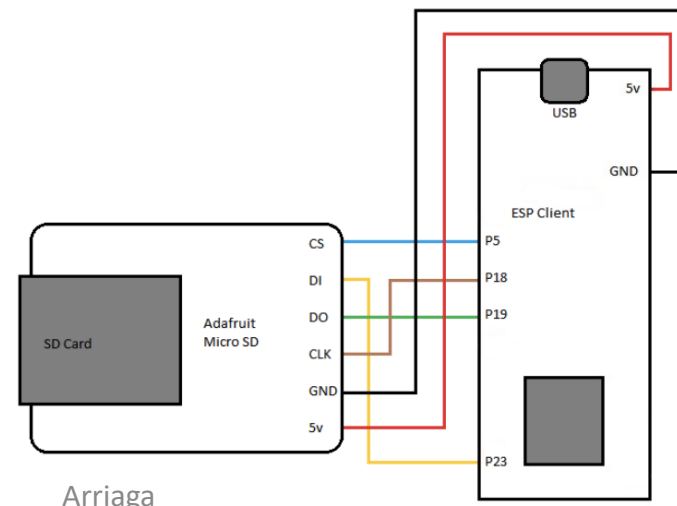 5v
USB
GND
ESP Client
CS
P5
DI
P18
DO
P19
Adafruit
Micro SD
SD Card
CLK
GND
5v
P23
Arriaga